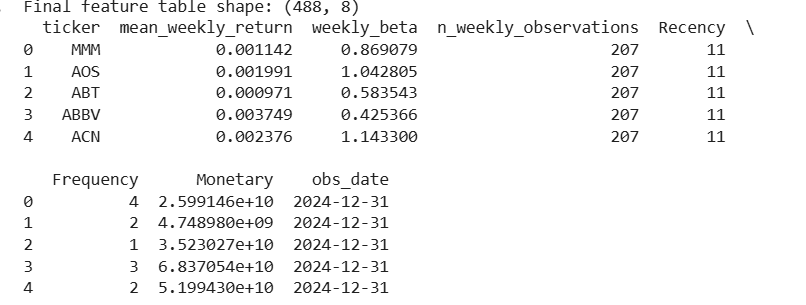 Final feature table shape: (488, 8)
ticker mean_weekly_return weekly_beta n_weekly_observations Recency \
0 MMM 0.001142 0.869079 207 11
1 AOS 0.001991 1.042805 207 11
2 ABT 0.000971 0.583543 207 11
3 ABBV 0.003749 0.425366 207 11
4 ACN 0.002376 1.143300 207 11
Frequency Monetary obs_date
0 4 2.599146e+10 2024-12-31
1 2 4.748980e+09 2024-12-31
2 1 3.523027e+10 2024-12-31
3 3 6.837054e+10 2024-12-31
4 2 5.199430e+10 2024-12-31